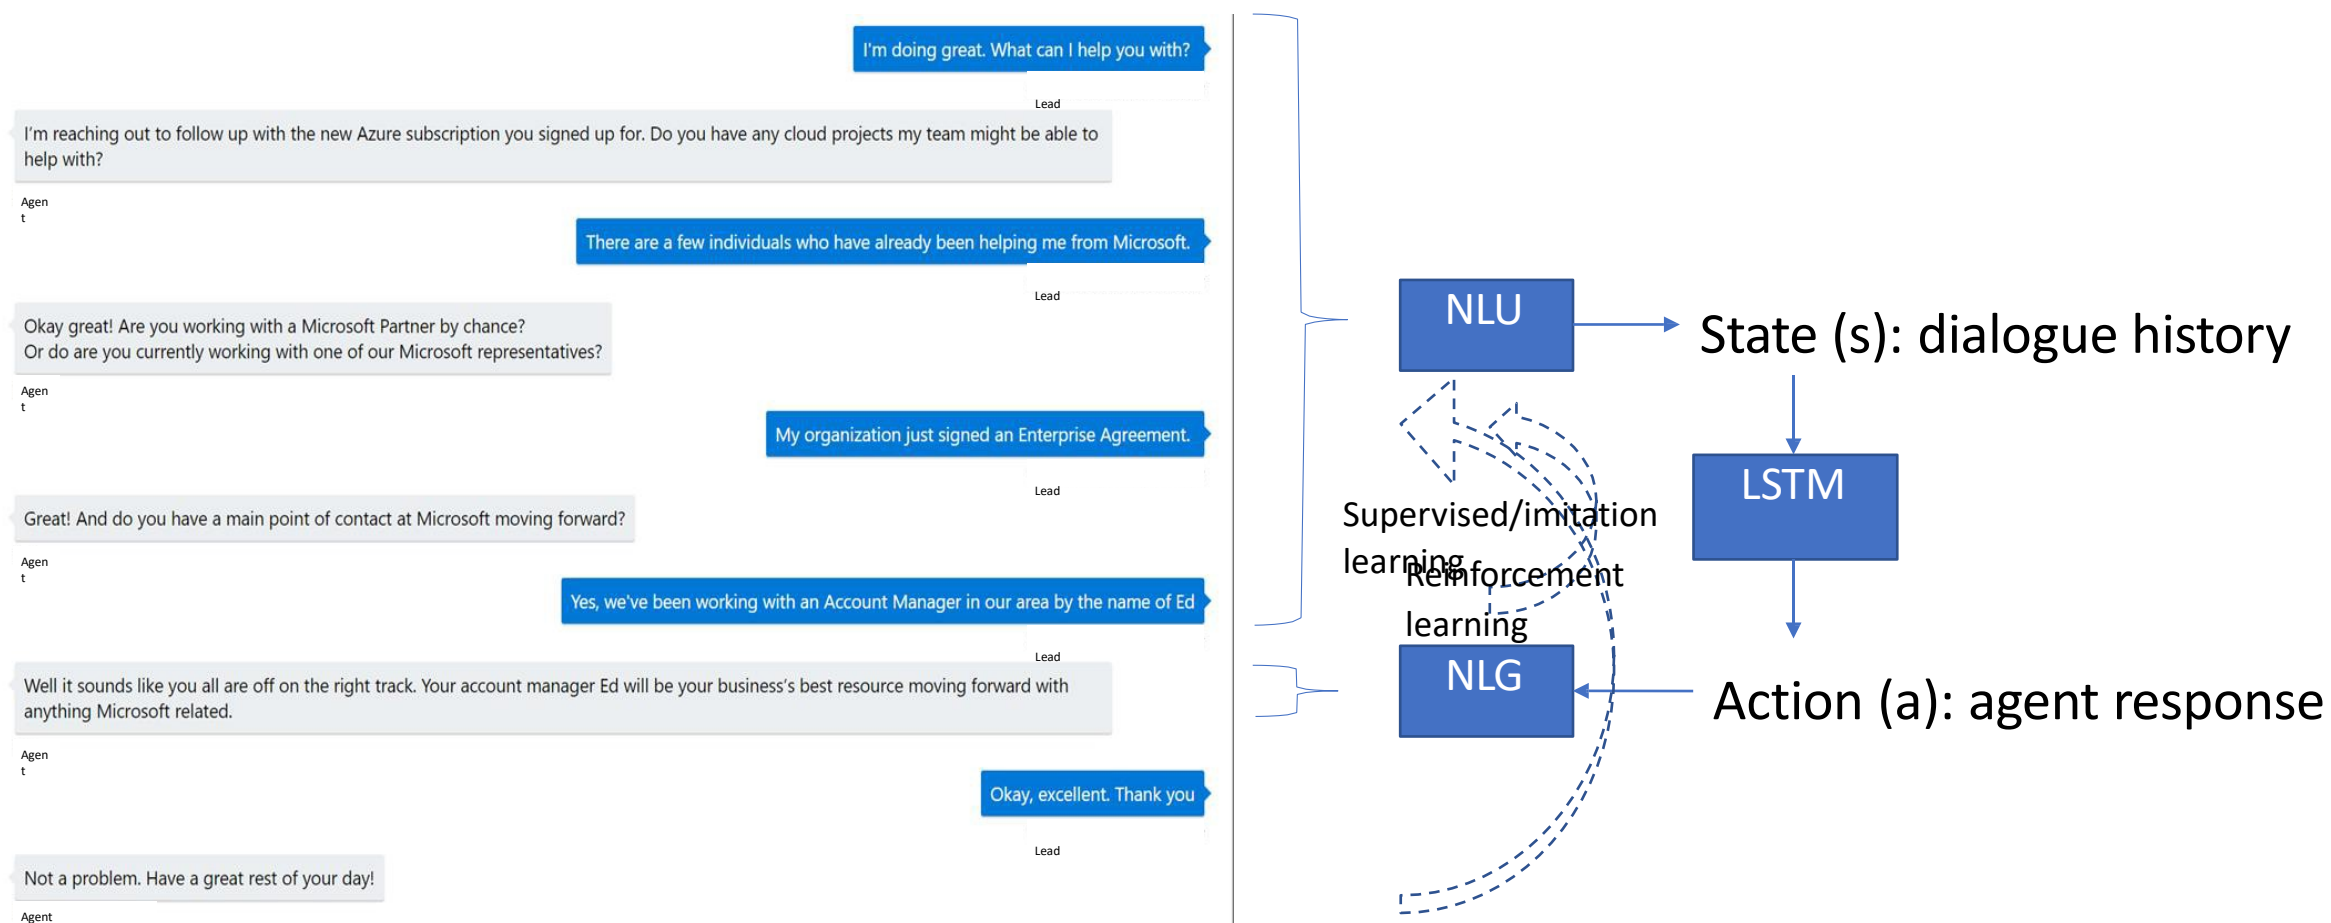 I'm doing great. What can I help you with?
Lead
I'm reaching out to follow up with the new Azure subscription you signed up for. Do you have any cloud projects my team might be able to
help with?
Agen
t
There are a few individuals who have already been helping me from Microsoft.
Lead
Okay great! Are you working with a Microsoft Partner by chance?
Or do are you currently working with one of our Microsoft representatives?
Agen
t
My organization just signed an Enterprise Agreement.
Lead
Great! And do you have a main point of contact at Microsoft moving forward?
Agen
t
Yes, we've been working with an Account Manager in our area by the name of Ed
Lead
Well it sounds like you all are off on the right track. Your account manager Ed will be your business's best resource moving forward with
anything Microsoft related.
Agen
t
Okay, excellent. Thank you
Lead
Not a problem. Have a great rest of your day!
Agent
NLU
State (s): dialogue history
LSTM
Supervised/imitation
learning
Reinforcement
learning
NLG
Action (a): agent response